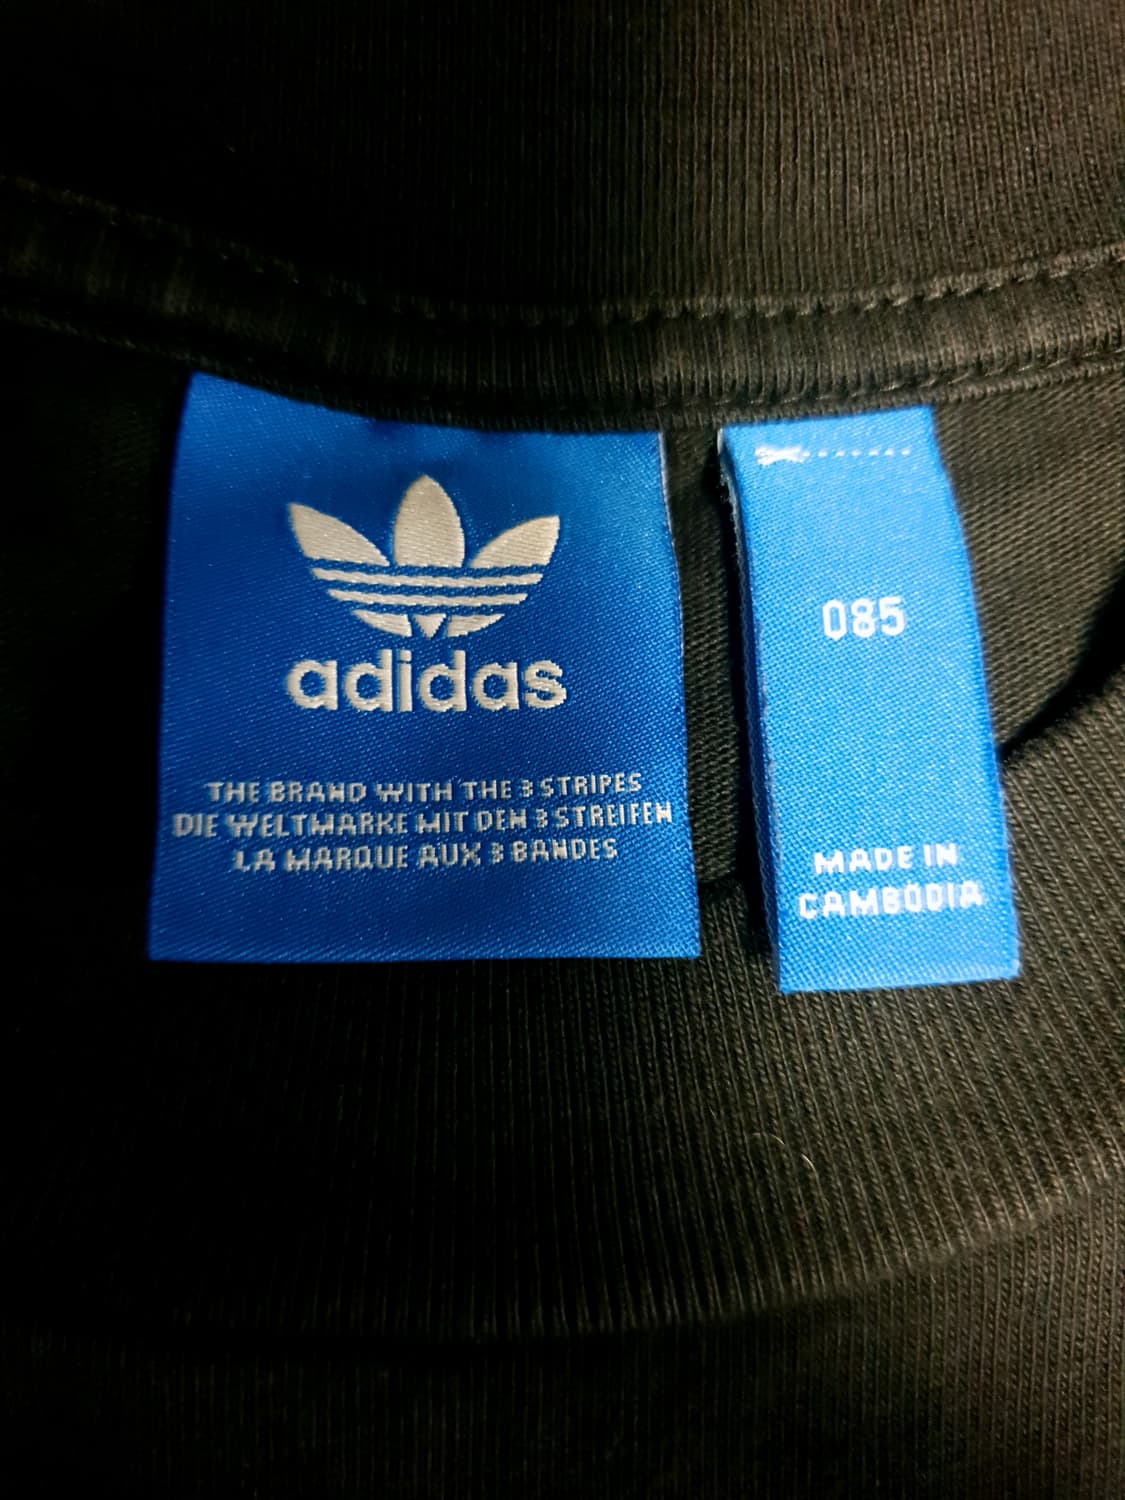 adidas
THE BRAND WITH THE 3 STRIPES
DIE WELTMARKE MIT DEN 3 STREIFEN
LA MARQUE AUX 3 BANDES
085
MADE IN
CAMBODIA